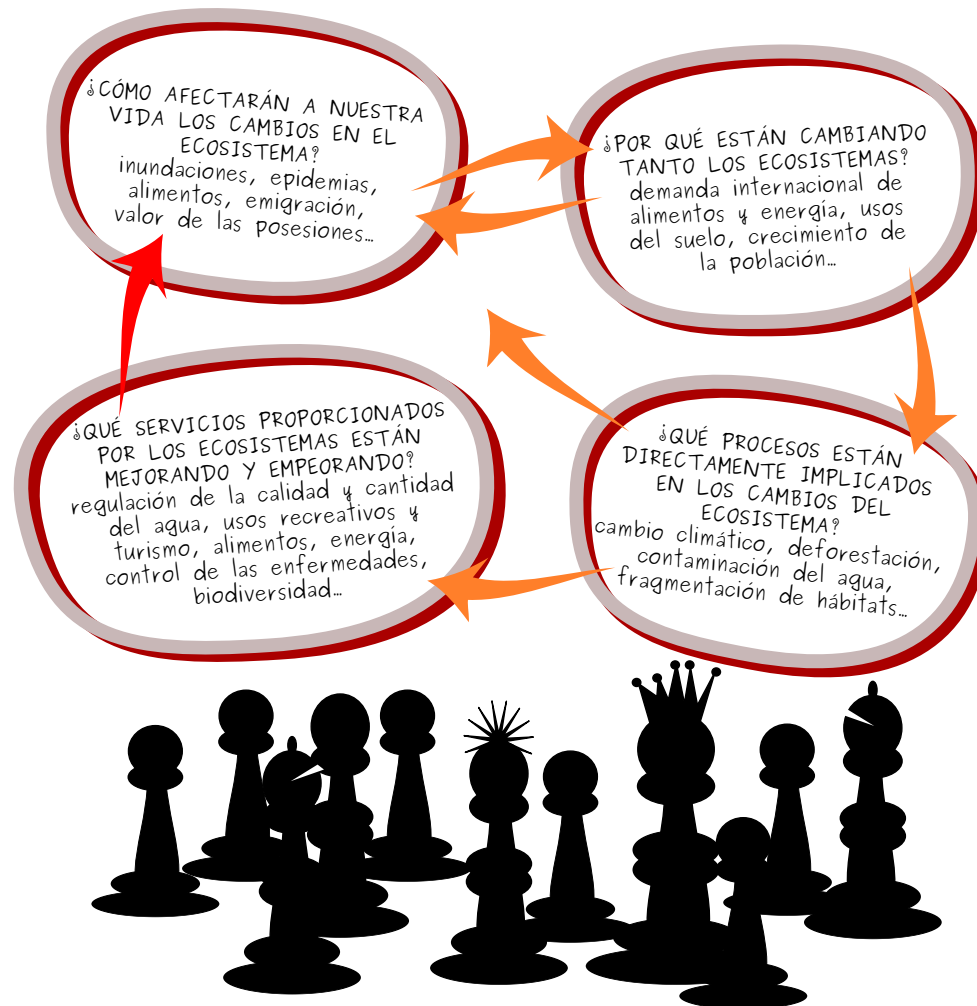 ¿CÓMO AFECTARÁN A NUESTRA
VIDA LOS CAMBIOS EN EL
ECOSISTEMA?
inundaciones, epidemias,
alimentos, emigración,
valor de las posesiones...
¿POR QUÉ ESTÁN CAMBIANDO
TANTO LOS ECOSISTEMAS?
demanda internacional de
alimentos y energía, usos
del suelo, crecimiento de
la población...
¿QUÉ SERVICIOS PROPORCIONADOS
POR LOS ECOSISTEMAS ESTÁN
MEJORANDO Y EMPEORANDO?
regulación de la calidad y cantidad
del agua, usos recreativos y
turismo, alimentos, energía,
control de las enfermedades,
biodiversidad...
¿QUÉ PROCESOS ESTÁN
DIRECTAMENTE IMPLICADOS
EN LOS CAMBIOS DEL
ECOSISTEMA?
cambio climático, deforestación,
contaminación del agua,
fragmentación de hábitats...